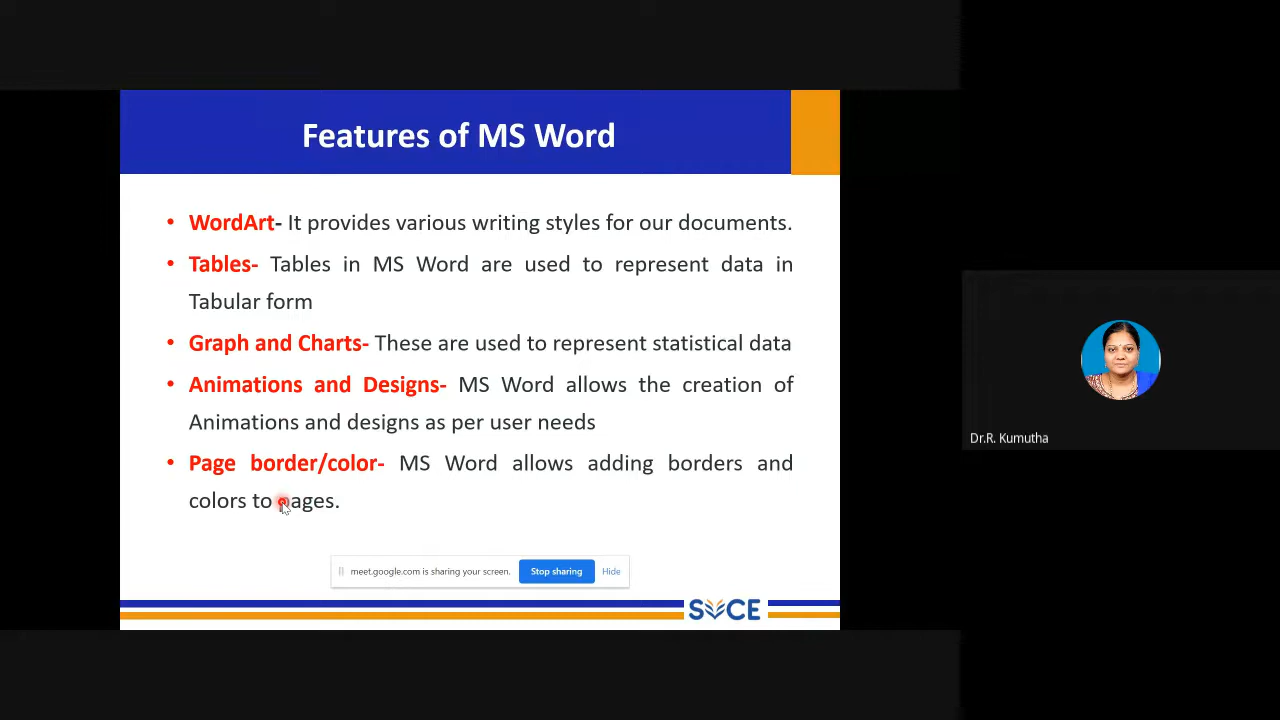 Features of MS Word
• WordArt- It provides various writing styles for our documents.
• Tables- Tables in MS Word are used to represent data in
Tabular form
• Graph and Charts- These are used to represent statistical data
• Animations and Designs- MS Word allows the creation of
Animations and designs as per user needs
• Page border/color- MS Word allows adding borders and
colors to pages.
meet.google.com is sharing your screen. Stop sharing Hide
SVCE
Dr.R. Kumutha